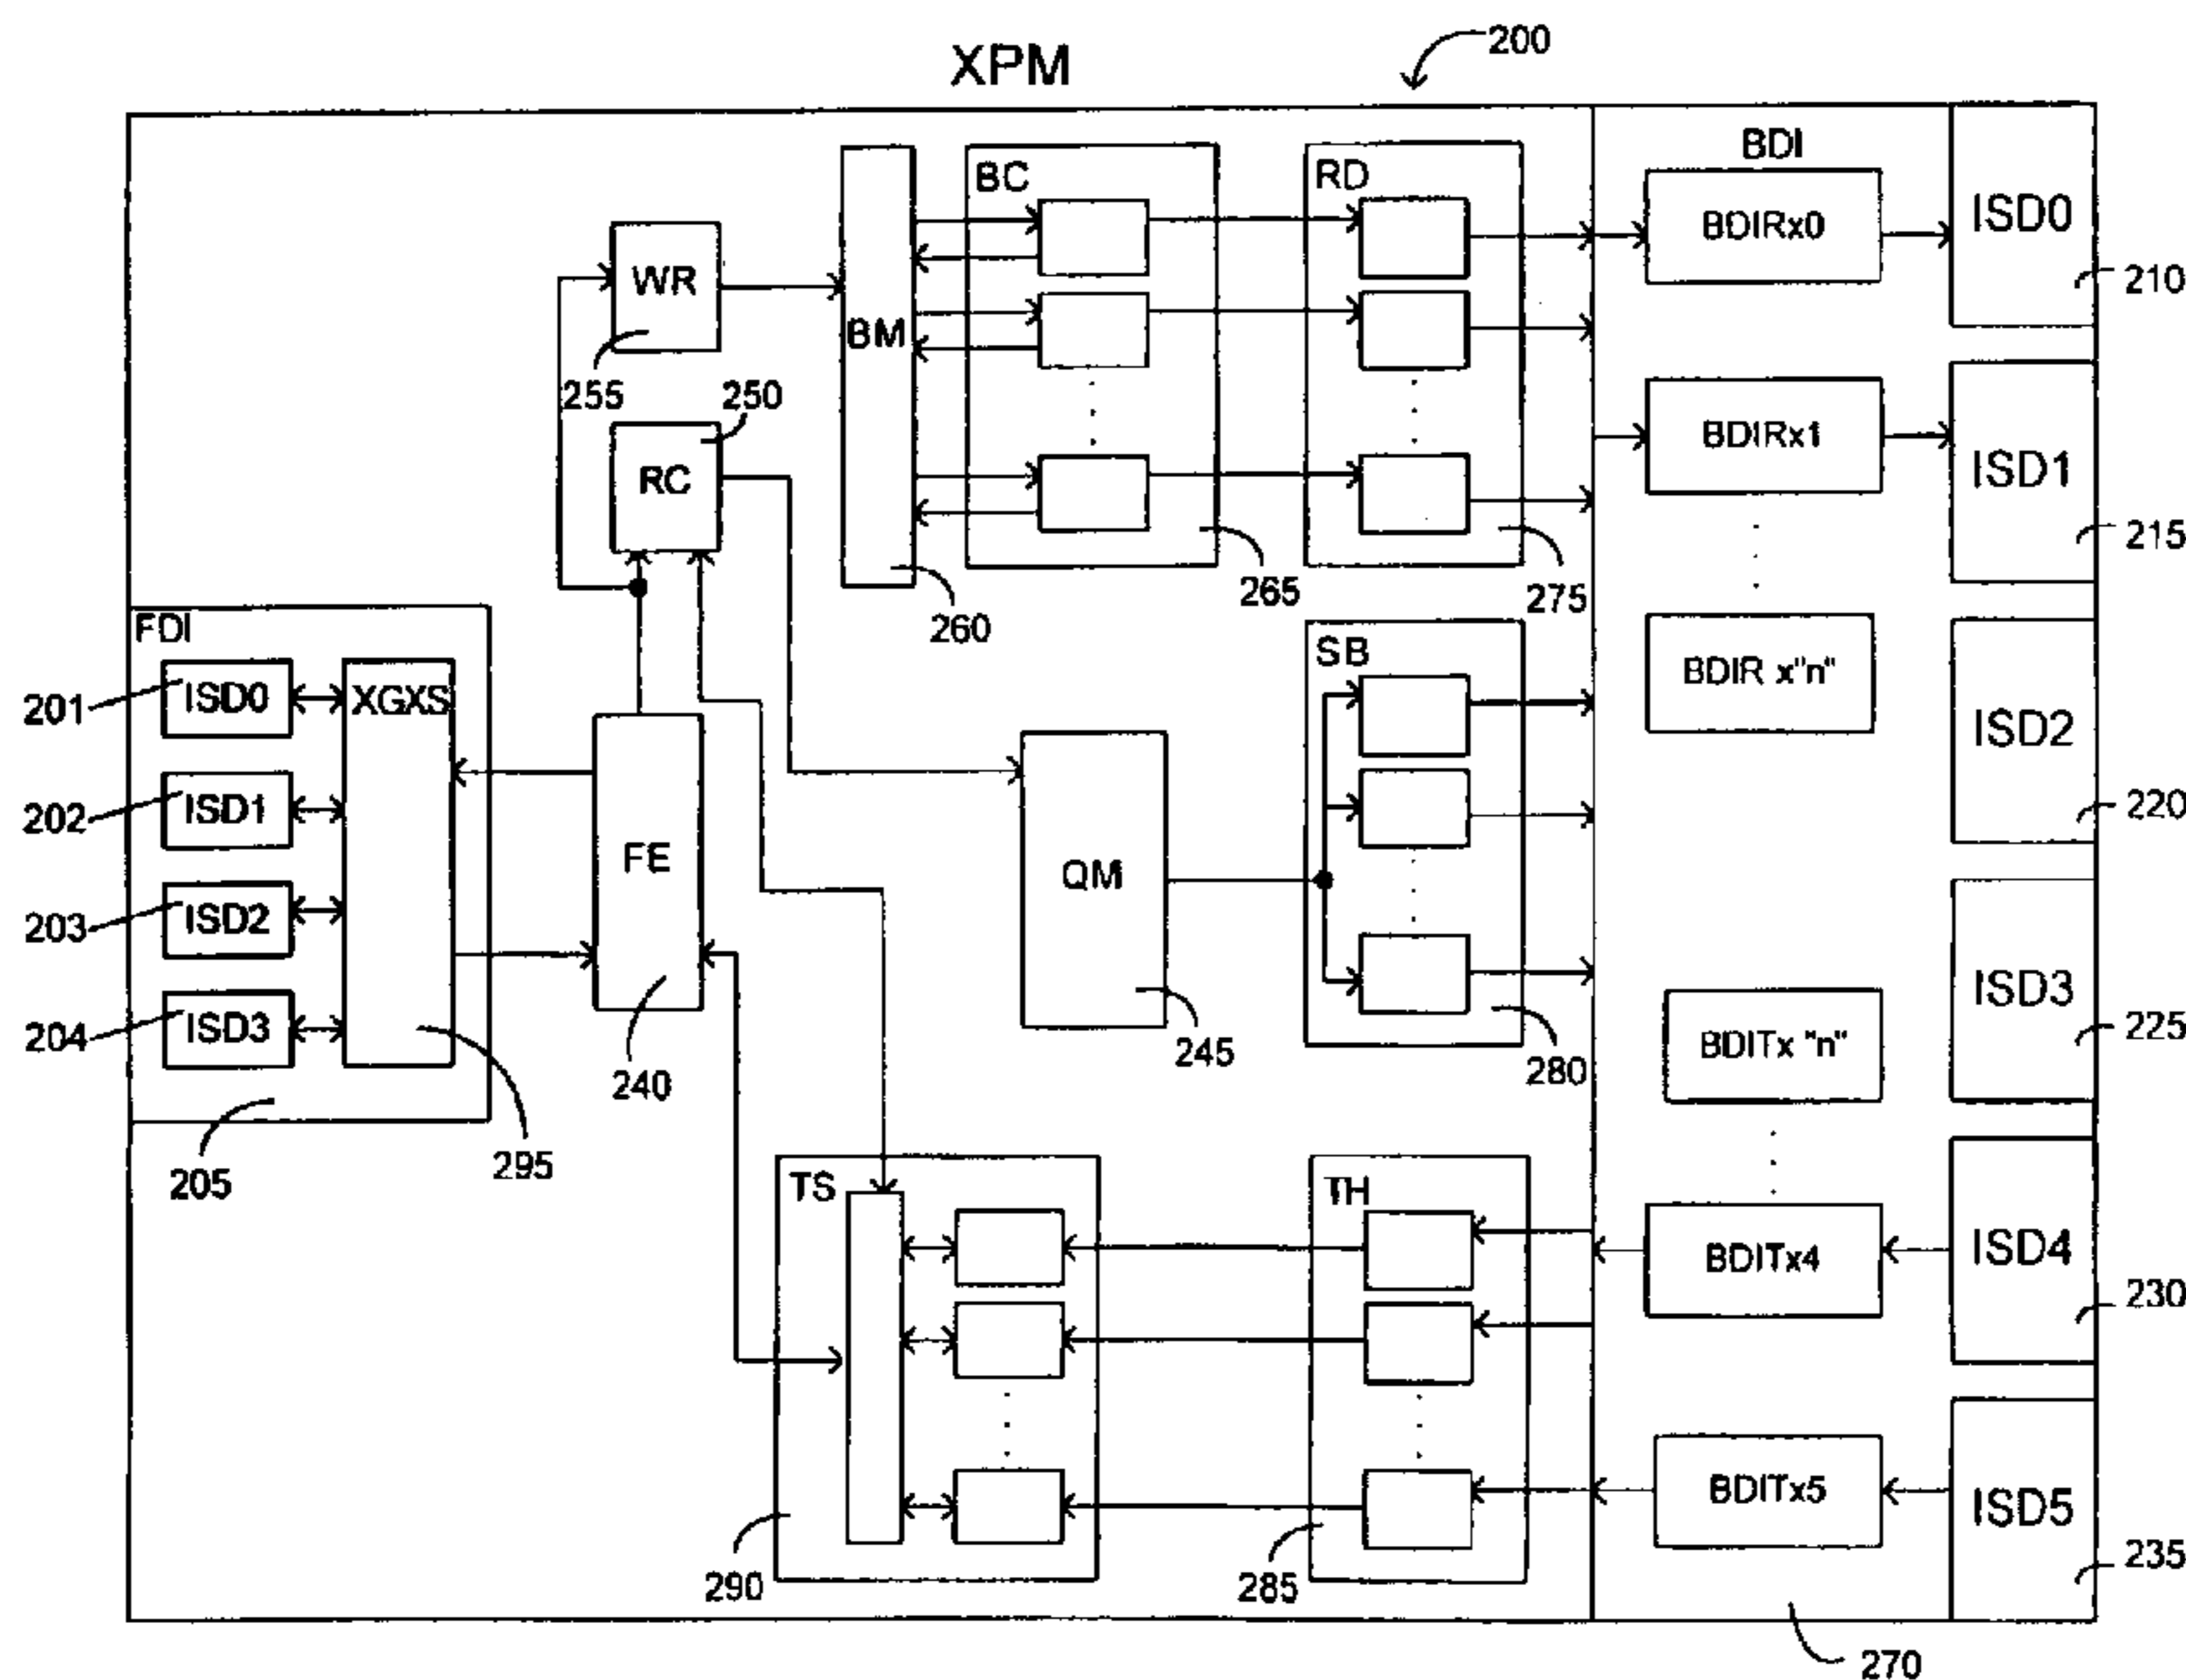 XPM
200
BDI
BC
RD
BDIRx0
ISD0
WR
210
BM
255
250
BDIRx1
RC
ISD1
215
260
265
275
FDI
SB
ISD0
XGXS
BDIR x"n"
201
ISD2
ISD1
202
220
FE
QM
ISD2
203
ISD3
ISD3
204
BDITx "n"
225
240
245
280
205
295
TS
TH
BDITx4
ISD4
230
BDITx5
ISD5
235
290
285
270